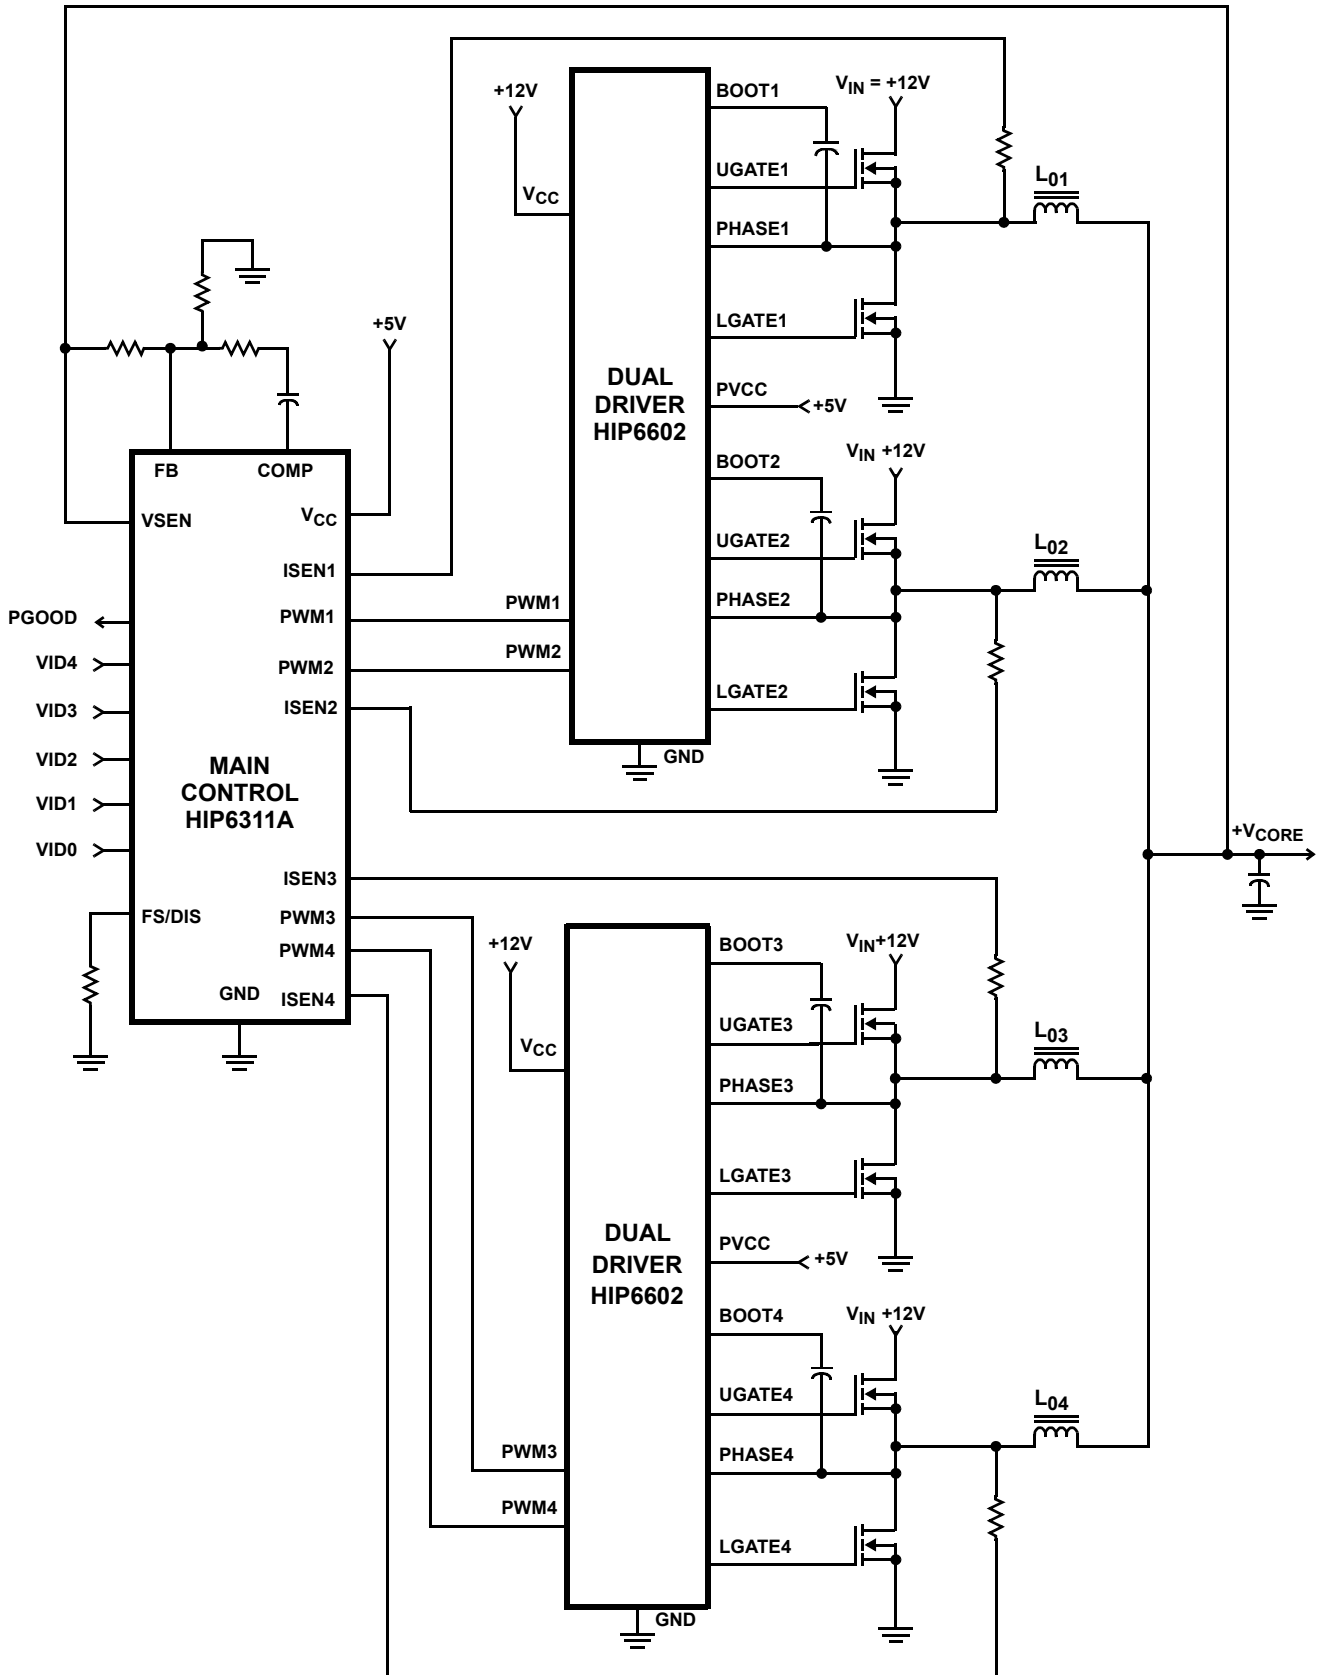 +12V
BOOT1
VIN = +12V
UGATE1
VCC
L01
PHASE1
+5V
LGATE1
DUAL
DRIVER
HIP6602
PVCC
+5V
BOOT2
VIN +12V
FB
COMP
VSEN
VCC
UGATE2
L02
ISEN1
PHASE2
PGOOD
PWM1
PWM1
VID4
PWM2
PWM2
LGATE2
VID3
ISEN2
VID2
GND
MAIN
CONTROL
HIP6311A
VID1
VID0
+VCORE
ISEN3
FS/DIS
PWM3
PWM4
GND
ISEN4
+12V
BOOT3
VIN+12V
UGATE3
VCC
L03
PHASE3
LGATE3
DUAL
DRIVER
HIP6602
PVCC
+5V
BOOT4
VIN +12V
UGATE4
L04
PWM3
PHASE4
PWM4
LGATE4
GND